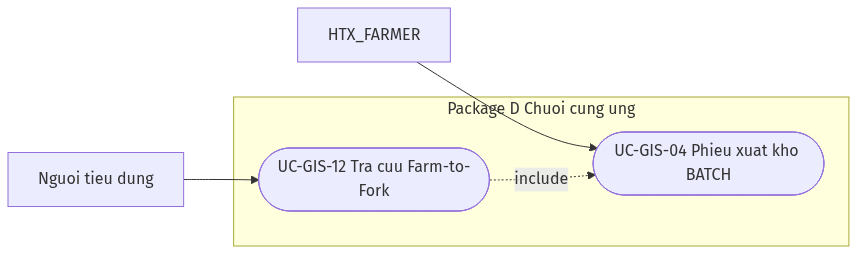 HTX_FARMER
Package D Chuoi cung ung
Nguoi tieu dung
UC-GIS-12 Tra cuu Farm-to-
Fork
include
UC-GIS-04 Phieu xuat kho
BATCH